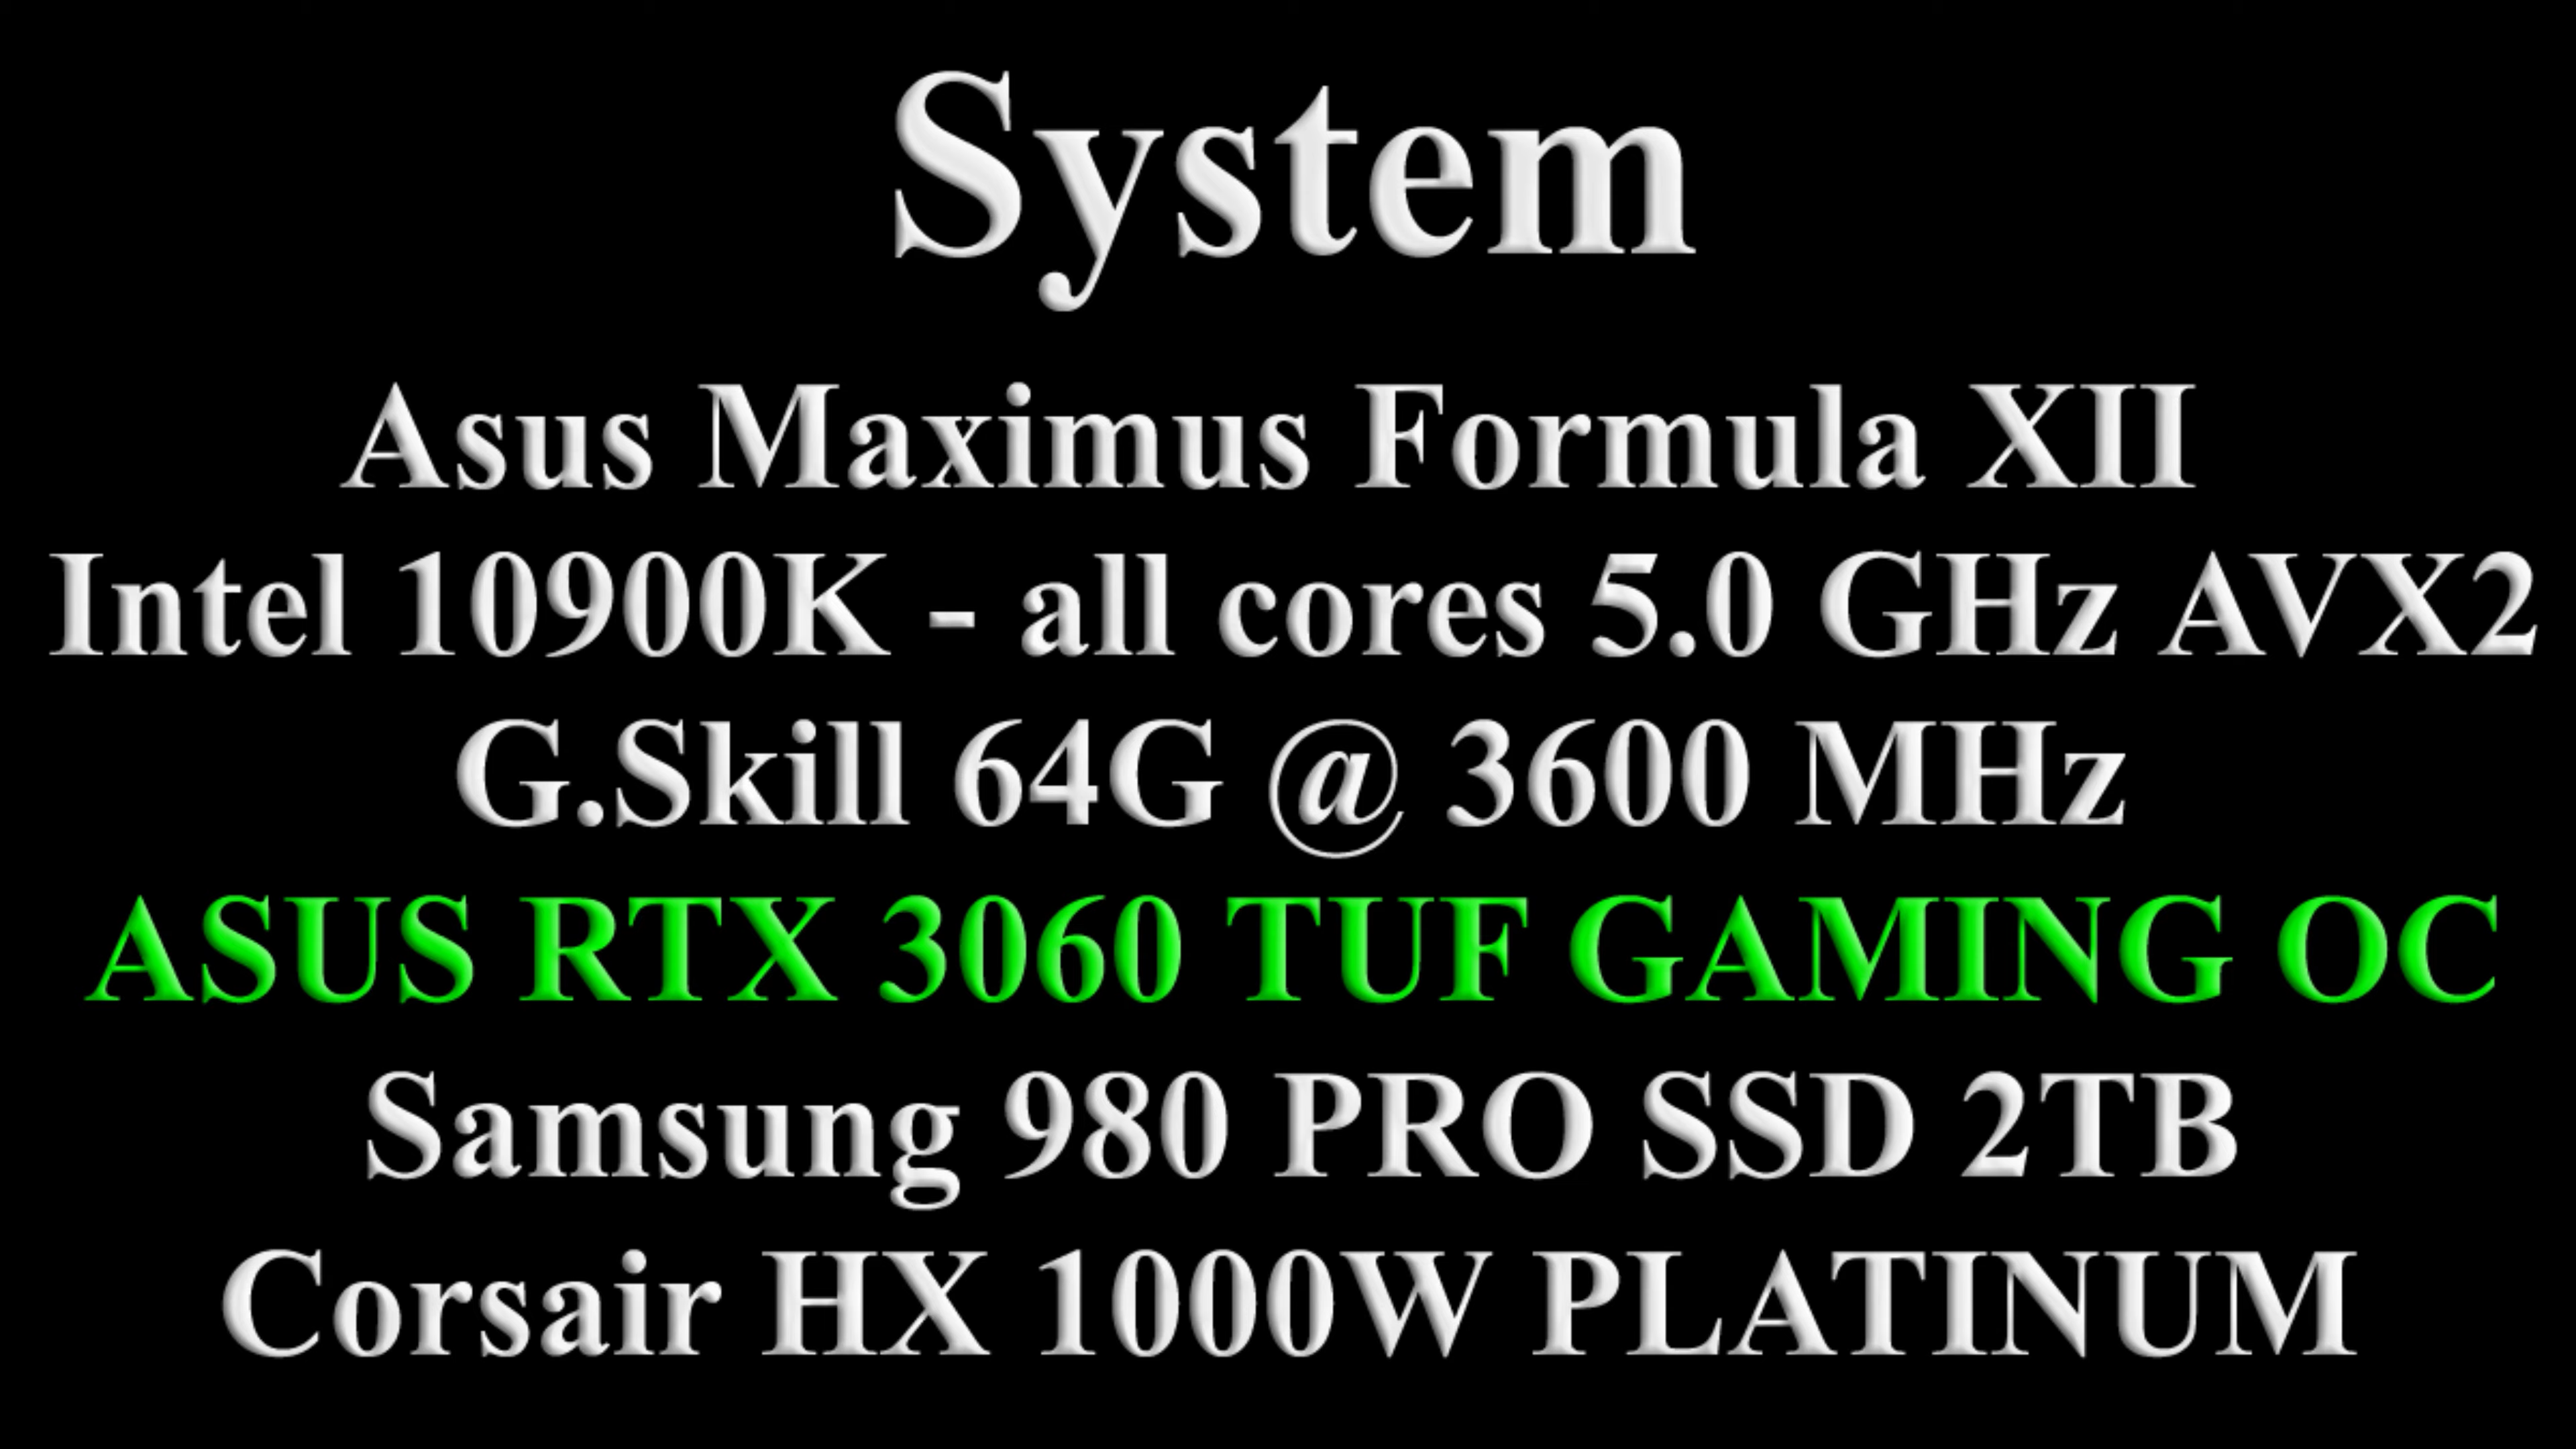 System
Asus Maximus Formula XII
Intel 10900K - all cores 5.0 GHz AVX2
G.Skill 64G @ 3600 MHz
ASUS RTX 3060 TUF GAMING OC
Samsung 980 PRO SSD 2TB
Corsair HX 1000W PLATINUM